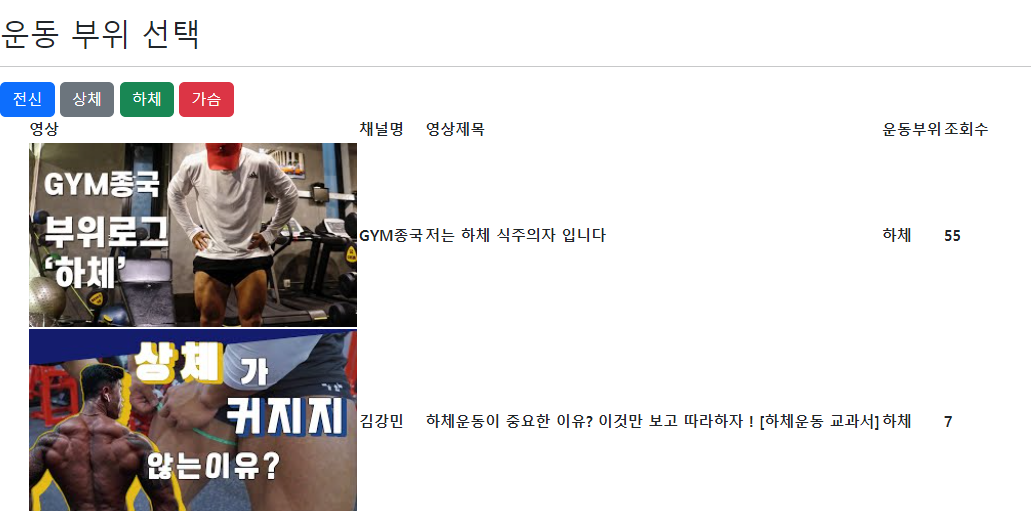 운동 부위 선택
전신 상체 하체 가슴
영상 채널명 영상제목 운동부위 조회수
GYM종국
부위로그
‘하체’
GYM종국 저는 하체 식주의자 입니다 하체 55
상체가
커지지
않는이유?
김강민 하체운동이 중요한 이유? 이것만 보고 따라하자 ! [하체운동 교과서] 하체 7